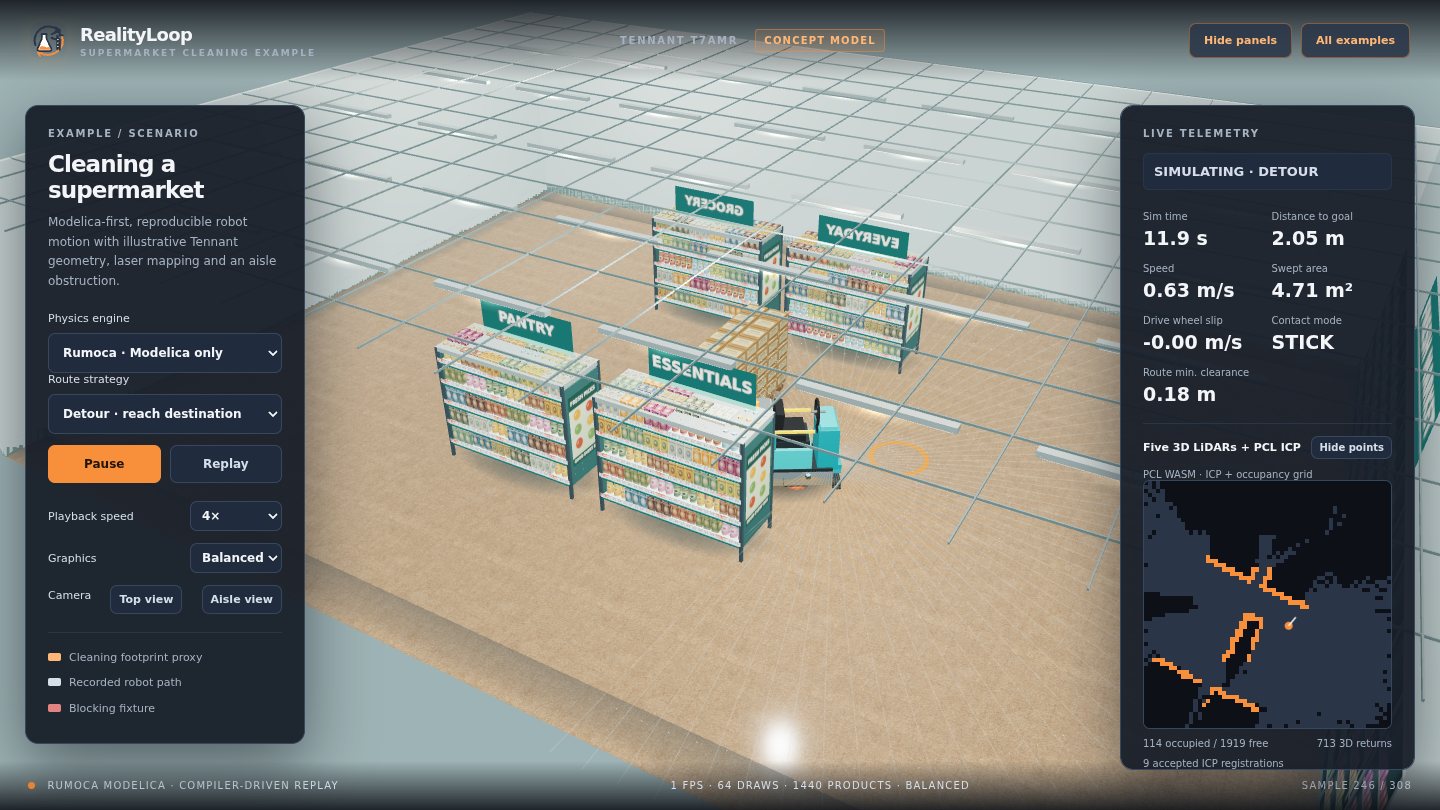 RealityLoop
SUPERMARKET CLEANING EXAMPLE
TENNANT T7AMR
CONCEPT MODEL
Hide panels
All examples
EXAMPLE / SCENARIO
Cleaning a
supermarket
Modelica-first, reproducible robot
motion with illustrative Tennant
geometry, laser mapping and an aisle
obstruction.
Physics engine
Rumoca · Modelica only
Route strategy
Detour · reach destination
Pause
Replay
Playback speed
4×
Graphics
Balanced
Camera
Top view
Aisle view
Cleaning footprint proxy
Recorded robot path
Blocking fixture
GROCERY
EVERYDAY
PANTRY
ESSENTIALS
FRESH PICKS
LIVE TELEMETRY
SIMULATING · DETOUR
Sim time
Distance to goal
11.9 s
2.05 m
Speed
Swept area
0.63 m/s
4.71 m²
Drive wheel slip
Contact mode
-0.00 m/s
STICK
Route min. clearance
0.18 m
Five 3D LiDARs + PCL ICP
Hide points
PCL WASM · ICP + occupancy grid
114 occupied / 1919 free
713 3D returns
9 accepted ICP registrations
RUMOCA MODELICA · COMPILER-DRIVEN REPLAY
1 FPS · 64 DRAWS · 1440 PRODUCTS · BALANCED
SAMPLE 246 / 308